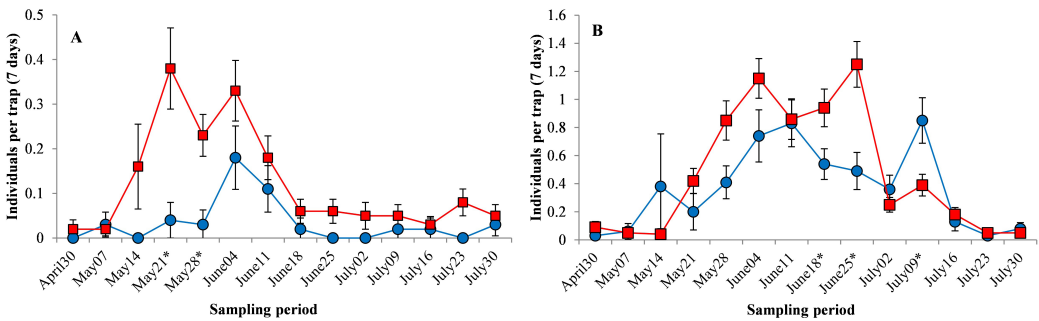 A
Individuals per trap (7 days)
0.5
0.4
0.3
0.2
0.1
0
April30
May07
May14
May21*
May28*
June04
June11
June18
June25
July02
July09
July16
July23
July30
Sampling period
B
Individuals per trap (7 days)
1.6
1.4
1.2
1
0.8
0.6
0.4
0.2
0
April30
May07
May14
May21
May28
June04
June11
June18*
June25*
July02
July09*
July16
July23
July30
Sampling period